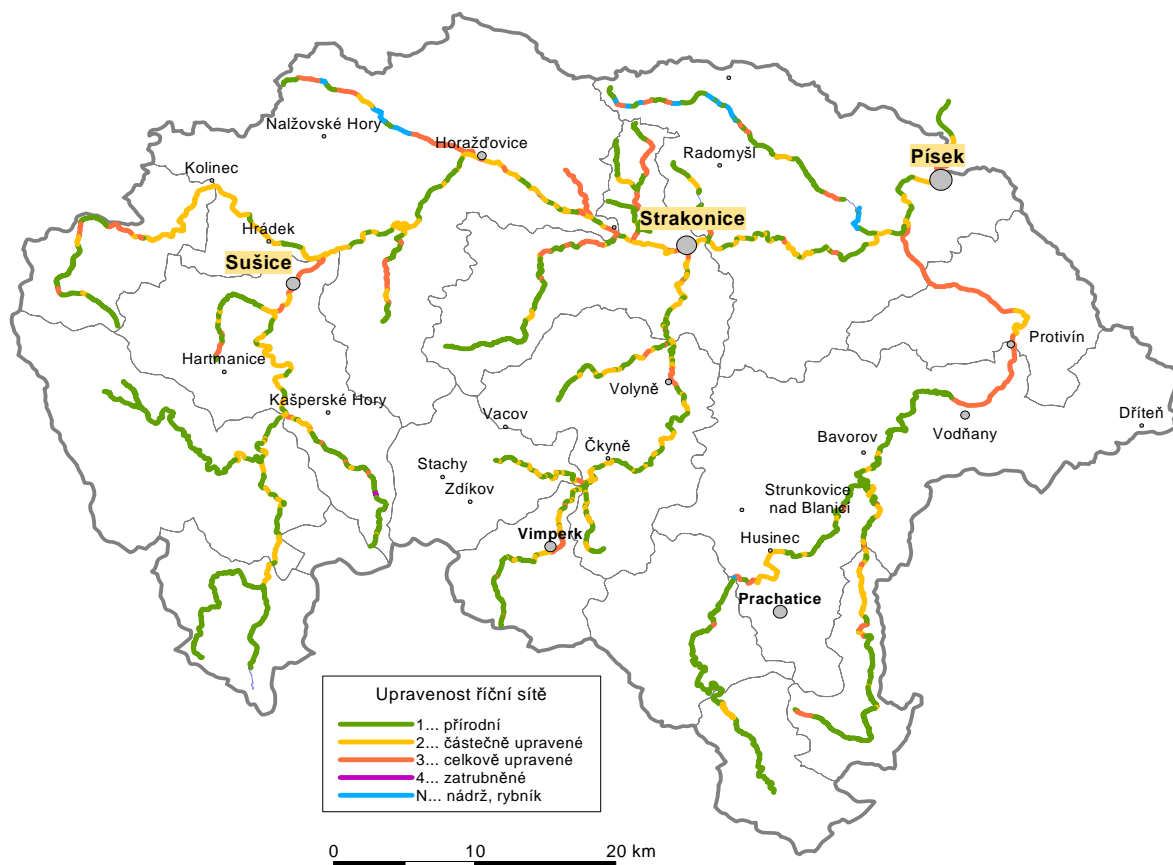 Nalžovské Hory
Horažďovice
Radomyšl
Písek
Kolinec
Hrádek
Strakonice
Sušice
Protivín
Hartmanice
Volyně
Kašperské Hory
Vacov
Dříteň
Vodňany
Bavorov
Čkyně
Stachy
Zdíkov
Strunkovice
nad Blanicí
Vimperk
Husinec
Prachatice
Upravenost říční sítě
1... přírodní
2... částečně upravené
3... celkově upravené
4... zatrubněné
N... nádrž, rybník
0 10 20 km